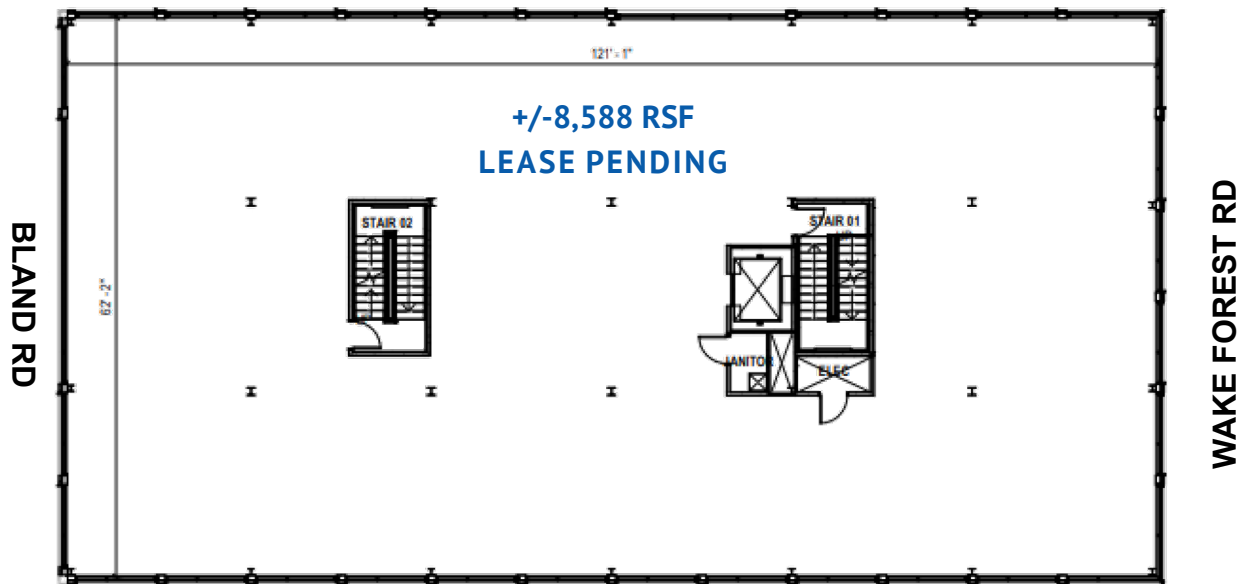 121' - 1"
+/-8,588 RSF
LEASE PENDING
BLAND RD
62' - 2"
STAIR 02
STAIR 01
UP
WAKE FOREST RD
JANITOR
ELEC